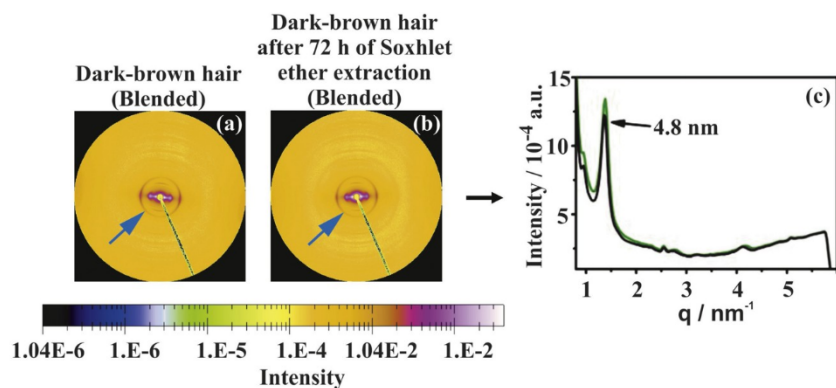 Dark-brown hair
(Blended)
Dark-brown hair
after 72 h of Soxhlet
ether extraction
(Blended)
(a)
(b)
(c)
15
10
5
Intensity / 10⁻⁴ a.u.
4.8 nm
1 2 3 4 5
q / nm⁻¹
1.04E-6 1.E-6 1.E-5 1.E-4 1.04E-2 1.E-2
Intensity